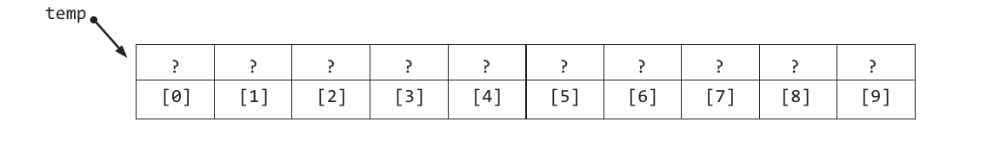 temp
? ? ? ? ? ? ? ? ? ?
[0] [1] [2] [3] [4] [5] [6] [7] [8] [9]